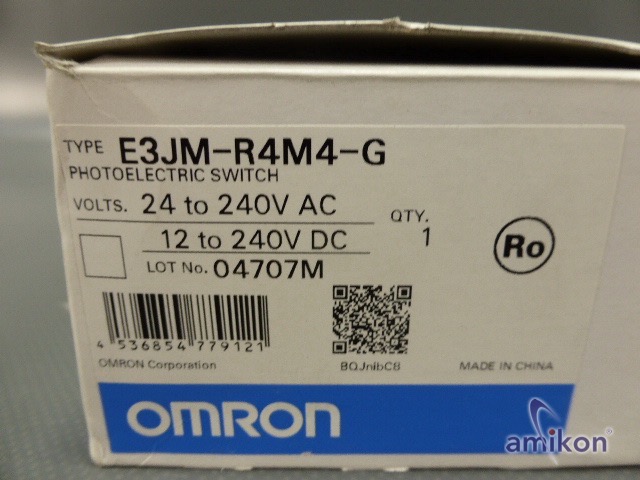 TYPE E3JM-R4M4-G
PHOTOELECTRIC SWITCH
VOLTS. 24 to 240V AC
12 to 240V DC
QTY.
1
LOT No. 04707M
Ro
4 536854 779121
OMRON Corporation
BQJnibC8
MADE IN CHINA
OMRON
amikon®